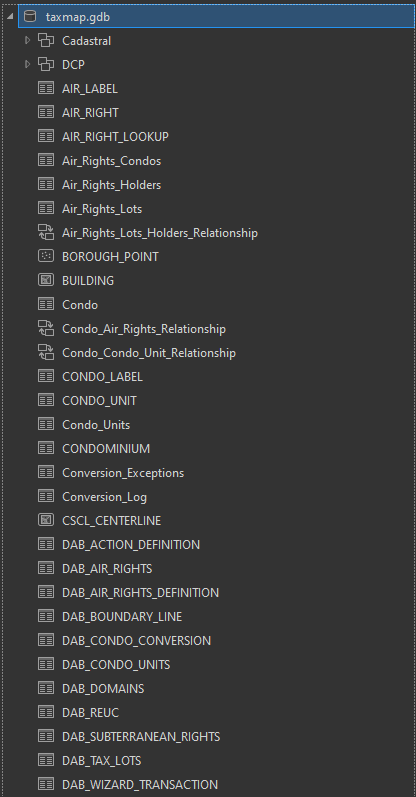 taxmap.gdb
Cadastral
DCP
AIR_LABEL
AIR_RIGHT
AIR_RIGHT_LOOKUP
Air_Rights_Condos
Air_Rights_Holders
Air_Rights_Lots
Air_Rights_Lots_Holders_Relationship
BOROUGH_POINT
BUILDING
Condo
Condo_Air_Rights_Relationship
Condo_Condo_Unit_Relationship
CONDO_LABEL
CONDO_UNIT
Condo_Units
CONDOMINIUM
Conversion_Exceptions
Conversion_Log
CSCL_CENTERLINE
DAB_ACTION_DEFINITION
DAB_AIR_RIGHTS
DAB_AIR_RIGHTS_DEFINITION
DAB_BOUNDARY_LINE
DAB_CONDO_CONVERSION
DAB_CONDO_UNITS
DAB_DOMAINS
DAB_REUC
DAB_SUBTERRANEAN_RIGHTS
DAB_TAX_LOTS
DAB_WIZARD_TRANSACTION